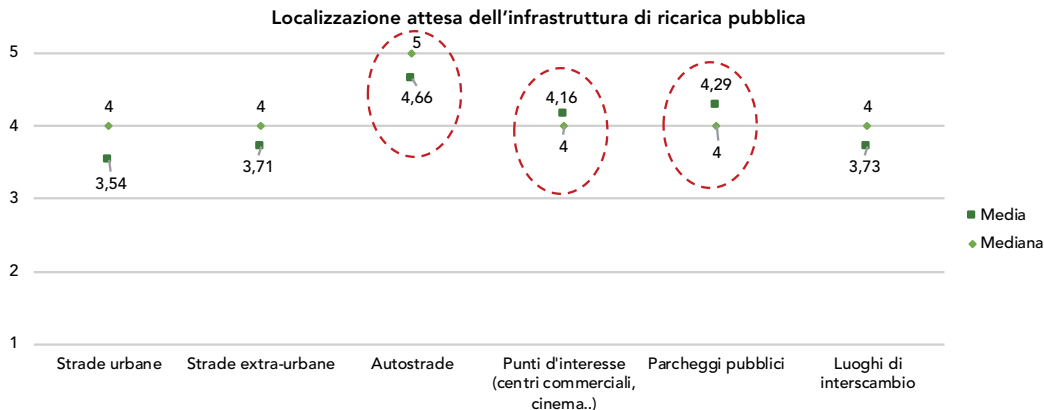 Localizzazione attesa dell'infrastruttura di ricarica pubblica
5
4
3
2
1
4
3,54
4
3,71
5
4,66
4,16
4
4,29
4
4
3,73
Media
Mediana
Strade urbane
Strade extra-urbane
Autostrade
Punti d'interesse
(centri commerciali,
cinema..)
Parcheggi pubblici
Luoghi di
interscambio